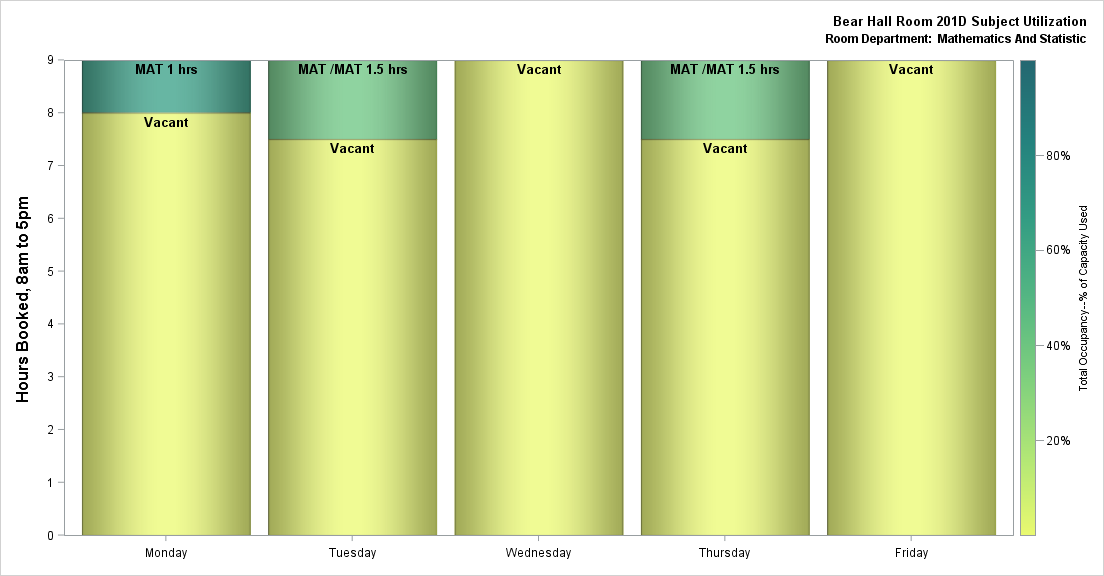 Bear Hall Room 201D Subject Utilization
Room Department: Mathematics And Statistic
Hours Booked, 8am to 5pm
9
8
7
6
5
4
3
2
1
0
MAT 1 hrs
Vacant
MAT /MAT 1.5 hrs
Vacant
Vacant
MAT /MAT 1.5 hrs
Vacant
Vacant
Monday
Tuesday
Wednesday
Thursday
Friday
80%
60%
40%
20%
Total Occupancy--% of Capacity Used